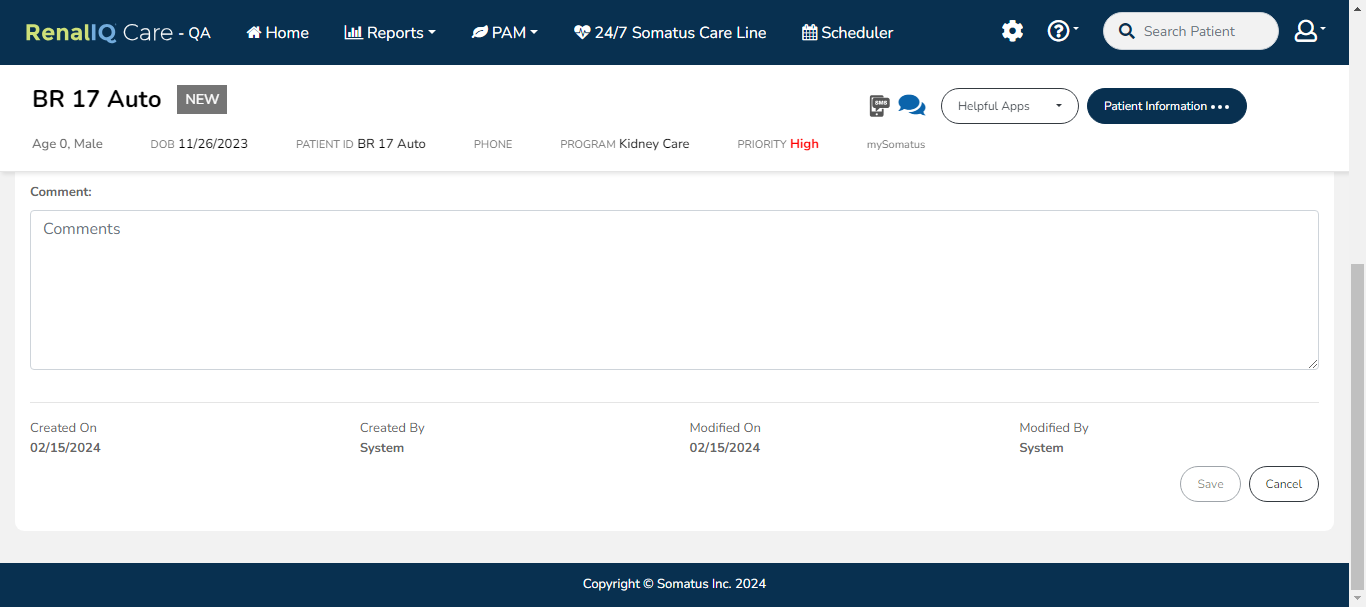 RenalIQ Care - QA Home Reports PAM 24/7 Somatus Care Line Scheduler Search Patient
BR 17 Auto NEW
SMS Helpful Apps Patient Information
Age 0, Male DOB 11/26/2023 PATIENT ID BR 17 Auto PHONE PROGRAM Kidney Care PRIORITY High mySomatus
Comment:
Comments
Created On Created By Modified On Modified By
02/15/2024 System 02/15/2024 System
Save Cancel
Copyright © Somatus Inc. 2024